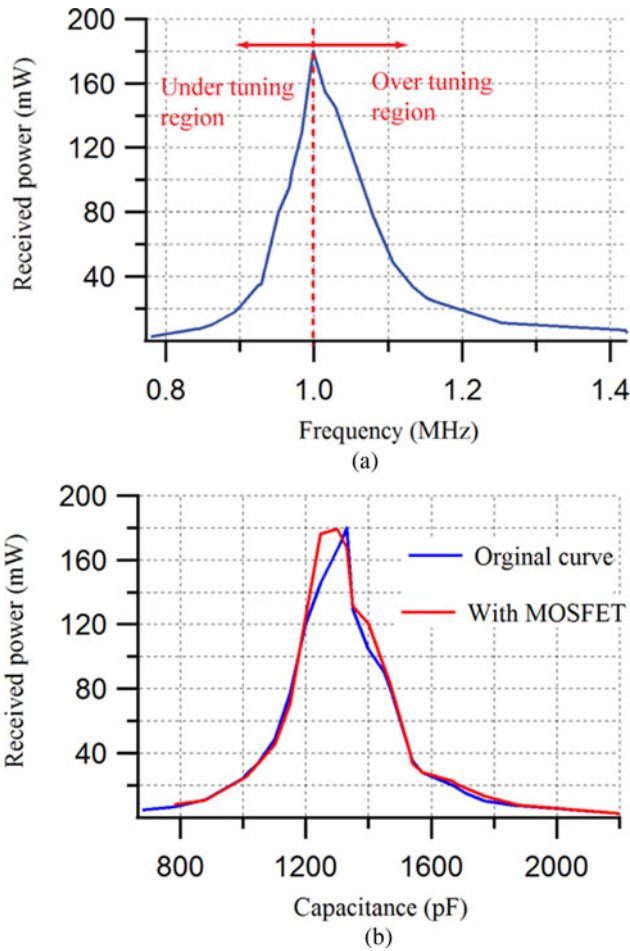 200
160
120
80
40
Received power (mW)
Under tuning
region
Over tuning
region
0.8 1.0 1.2 1.4
Frequency (MHz)
(a)
200
160
120
80
40
Received power (mW)
Orginal curve
With MOSFET
800 1200 1600 2000
Capacitance (pF)
(b)